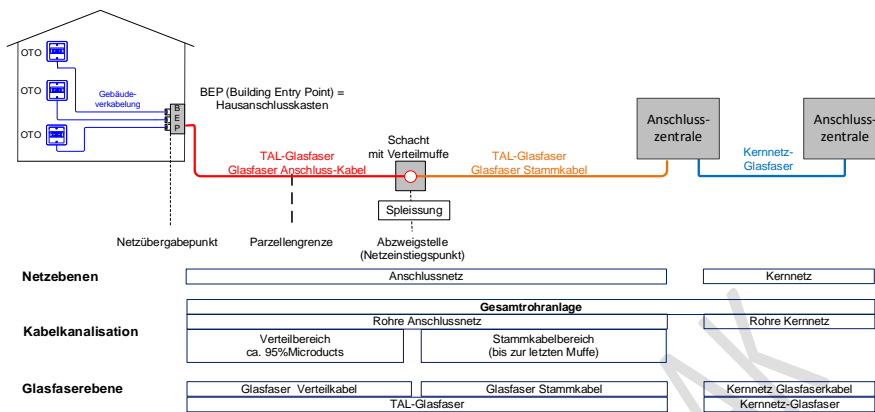 OTO
OTO
OTO
Gebäude-
verkabelung
B
E
P
BEP (Building Entry Point) =
Hausanschlusskasten
TAL-Glasfaser
Glasfaser Anschluss-Kabel
Schacht
mit Verteilmuffe
TAL-Glasfaser
Glasfaser Stammkabel
Anschluss-
zentrale
Kernnetz-
Glasfaser
Anschluss-
zentrale
Spleissung
Netzübergabepunkt
Parzellengrenze
Abzweigstelle
(Netzeinstiegspunkt)
Netzebenen
Anschlussnetz
Kernnetz
Kabelkanalisation
Gesamtrohranlage
Rohre Anschlussnetz
Rohre Kernnetz
Verteilbereich
ca. 95%Microducts
Stammkabelbereich
(bis zur letzten Muffe)
Glasfaserebene
Glasfaser Verteilkabel
Glasfaser Stammkabel
Kernnetz Glasfaserkabel
TAL-Glasfaser
Kernnetz-Glasfaser